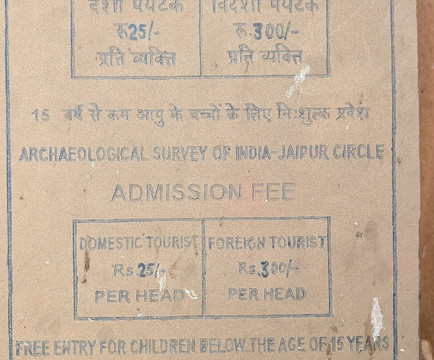 देशी पर्यटक विदेशी पर्यटक
रू25/- रू.300/-
प्रति व्यक्ति प्रति व्यक्ति
15 वर्ष से कम आयु के बच्चों के लिए निःशुल्क प्रवेश
ARCHAEOLOGICAL SURVEY OF INDIA-JAIPUR CIRCLE
ADMISSION FEE
DOMESTIC TOURIST FOREIGN TOURIST
Rs 25/- Rs.300/-
PER HEAD PER HEAD
FREE ENTRY FOR CHILDREN BELOW THE AGE OF 15 YEARS